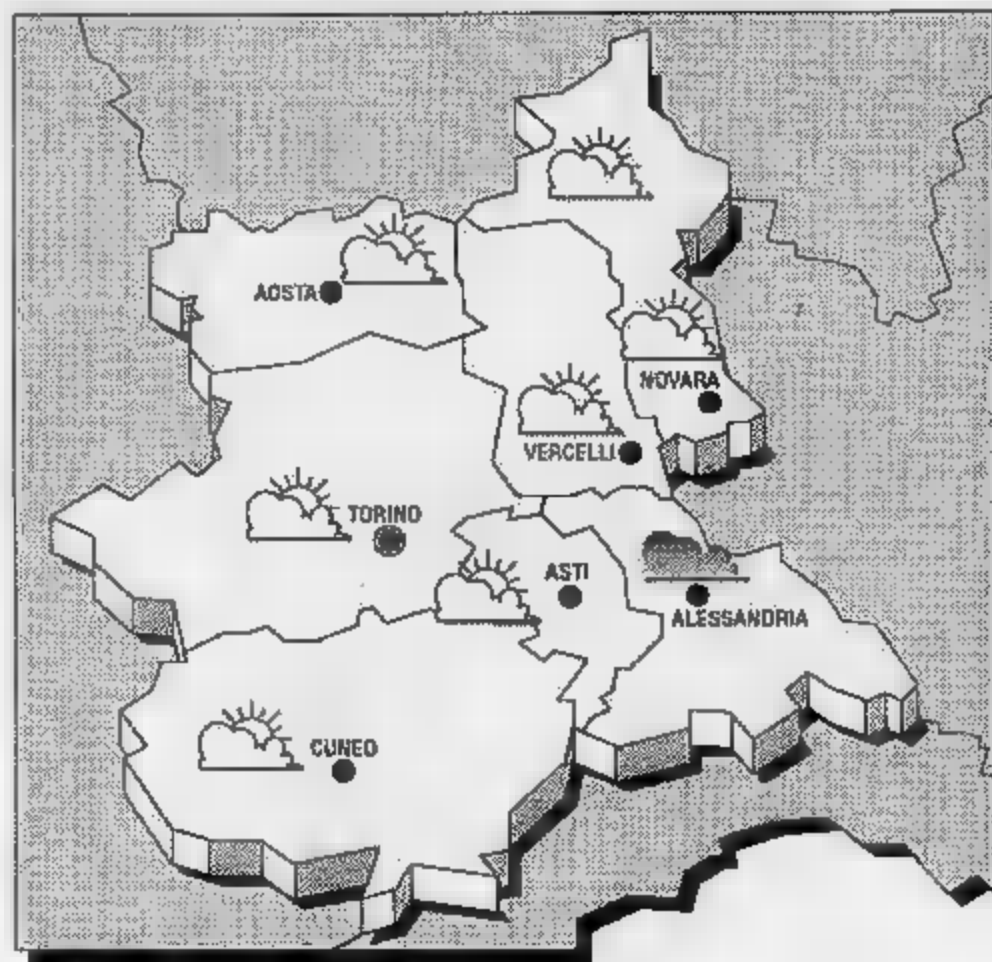 AOSTA
NOVARA
VERCELLI
TORINO
ASTI
ALESSANDRIA
CUNEO